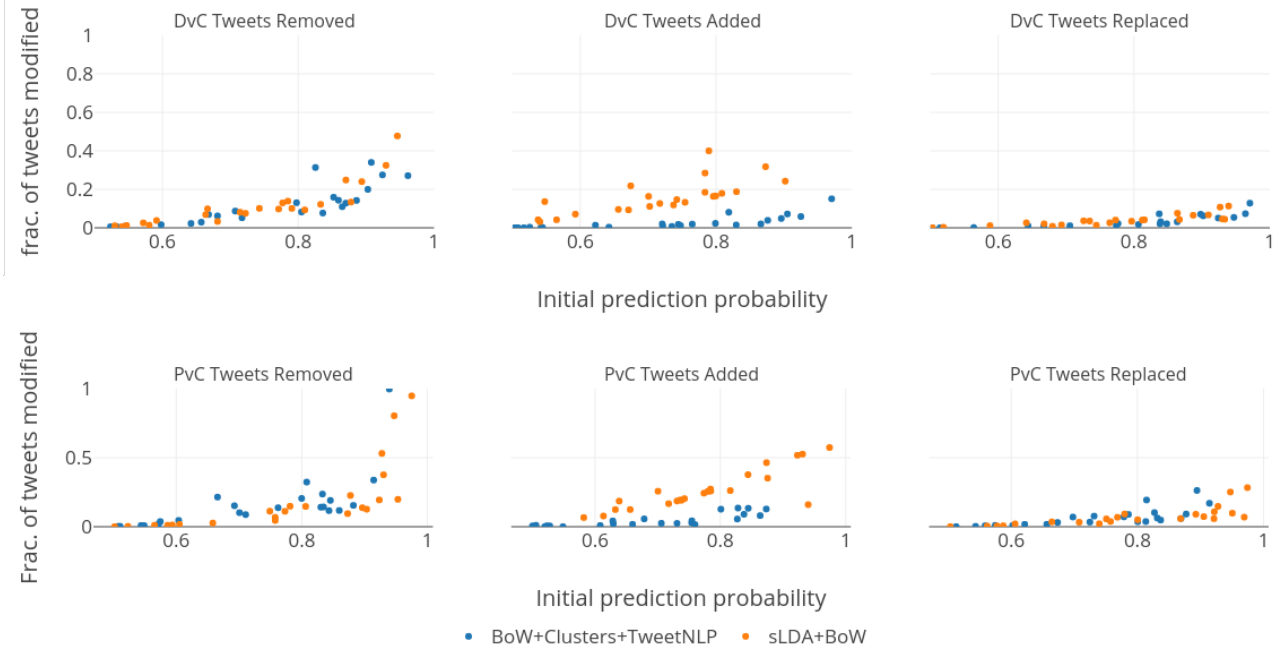 DvC Tweets Removed
DvC Tweets Added
DvC Tweets Replaced
frac. of tweets modified
1
0.8
0.6
0.4
0.2
0
0.6 0.8 1
0.6 0.8 1
0.6 0.8 1
Initial prediction probability
PvC Tweets Removed
PvC Tweets Added
PvC Tweets Replaced
Frac. of tweets modified
1
0.5
0
0.6 0.8 1
0.6 0.8 1
0.6 0.8 1
Initial prediction probability
BoW+Clusters+TweetNLP sLDA+BoW